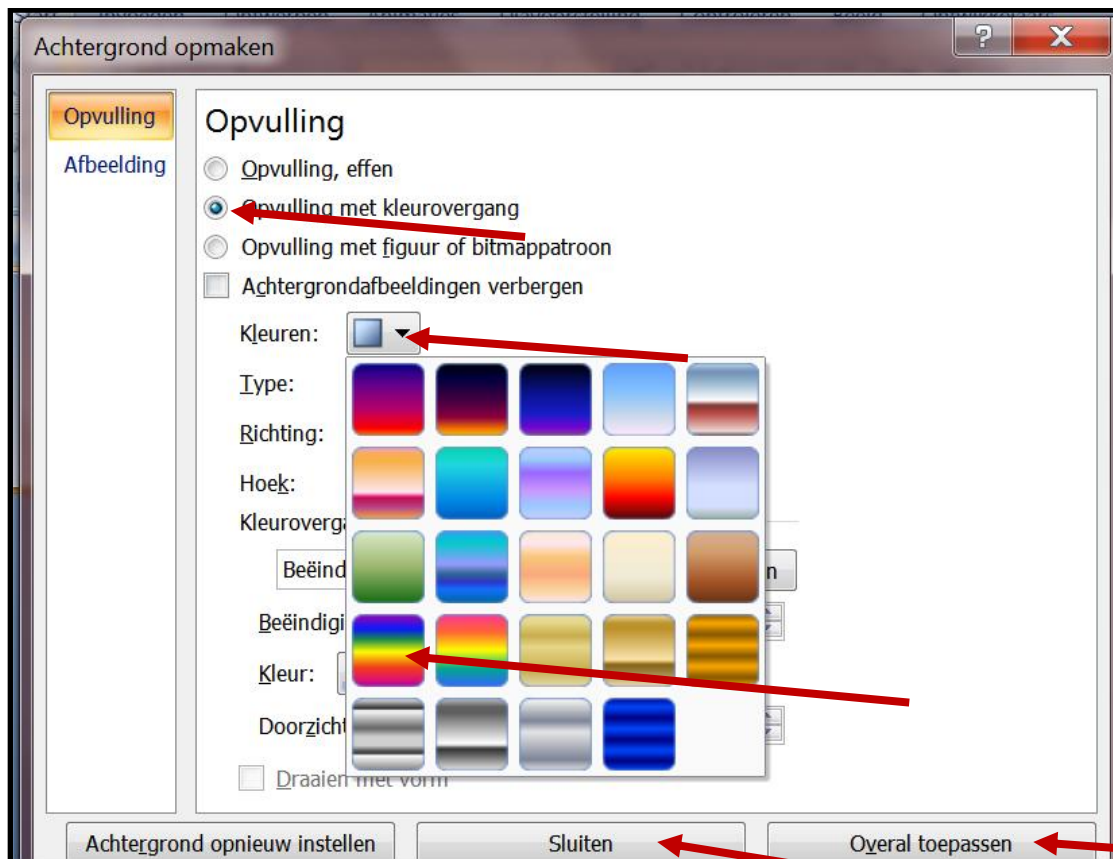 Achtergrond opmaken
Opvulling
Afbeelding
Opvulling
Opvulling, effen
Opvulling met kleurovergang
Opvulling met figuur of bitmappatroon
Achtergrondafbeeldingen verbergen
Kleuren:
Type:
Richting:
Hoek:
Kleuroverga
Beëind
n
Beëindigi
Kleur:
Doorzicht
Draaien met vorm
Achtergrond opnieuw instellen
Sluiten
Overal toepassen